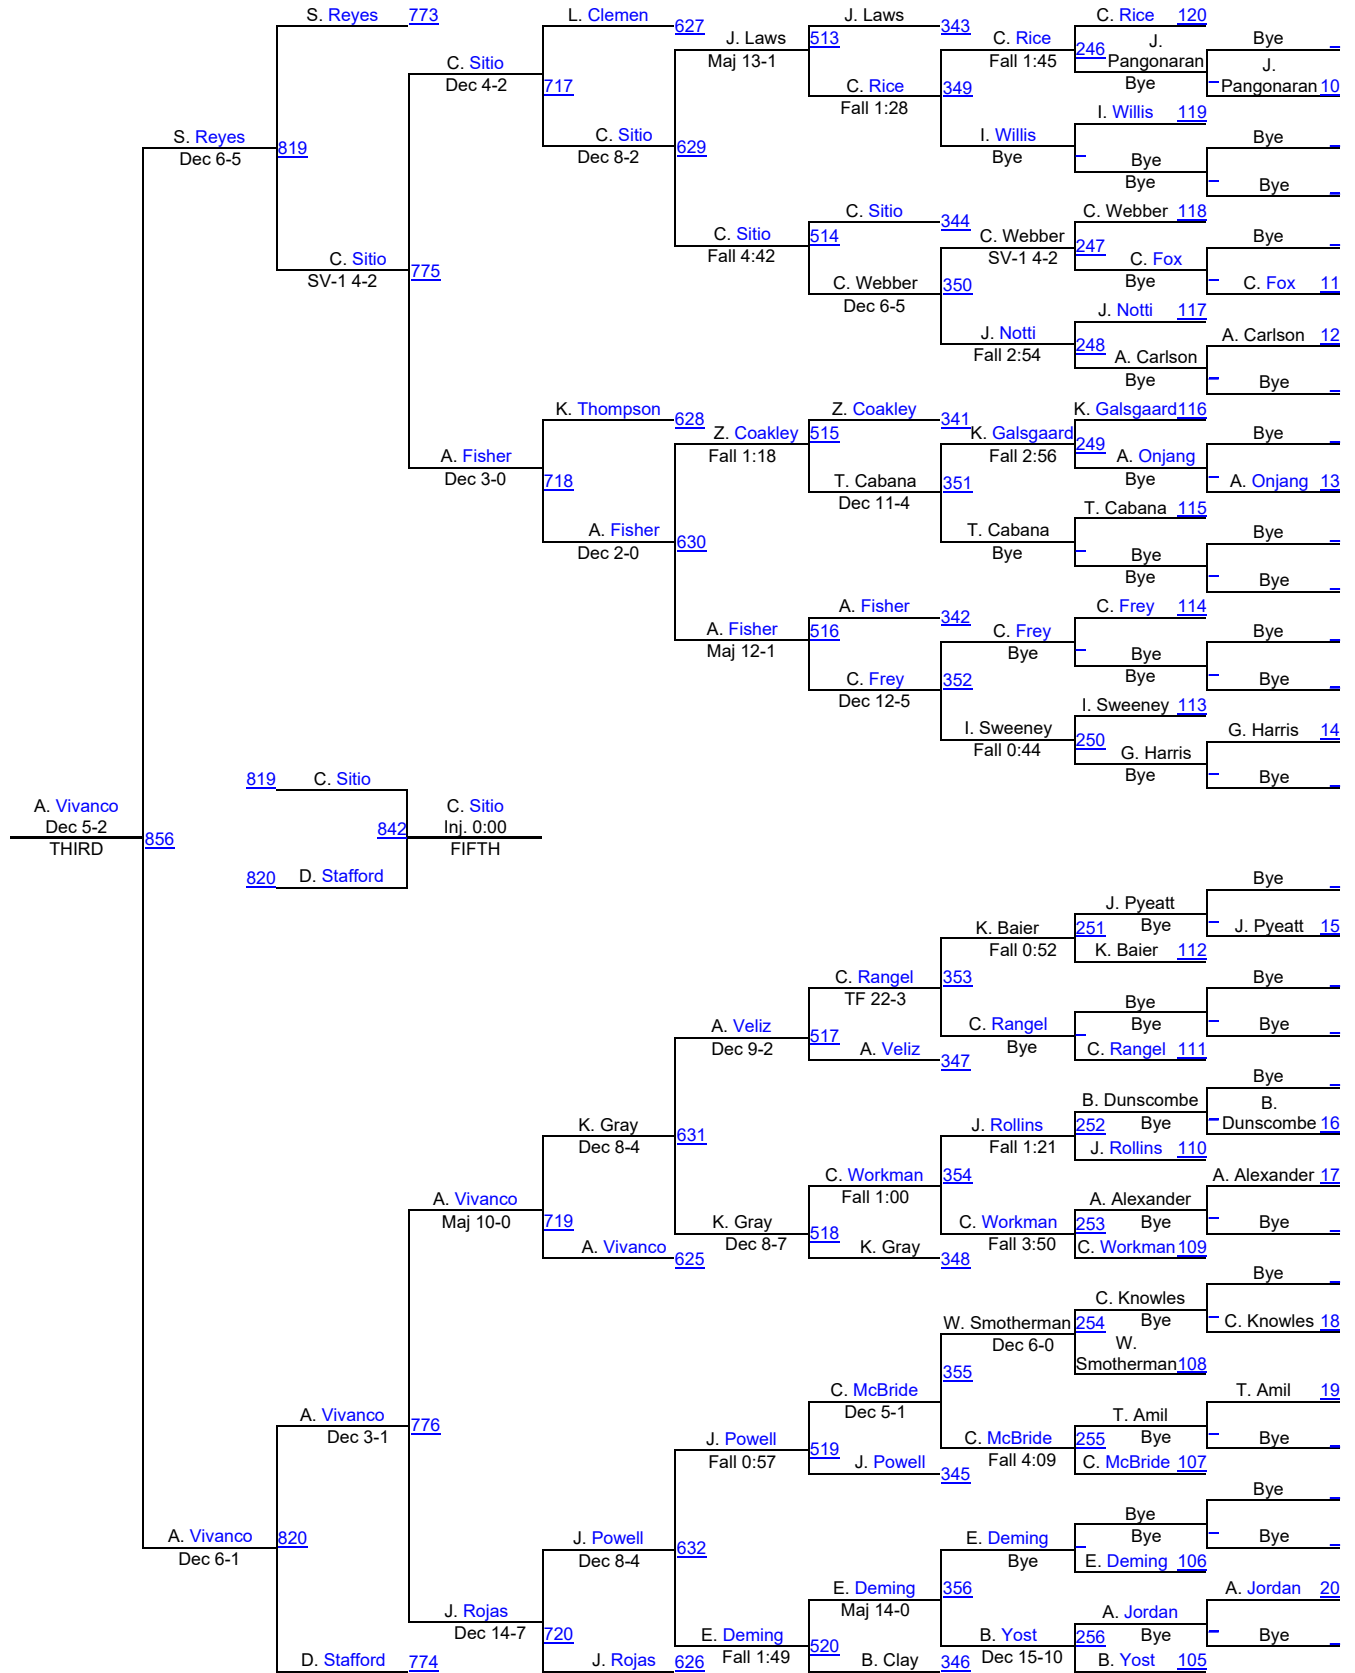 S. Reyes 773
L. Clemen
627
J. Laws
343
C. Rice 120
J. Laws
Maj 13-1
513
C. Rice
Fall 1:45
246
J.
Pangonaran
Bye
Bye
J.
Pangonaran 10
C. Sitio
Dec 4-2
717
C. Rice
Fall 1:28
349
I. Willis 119
S. Reyes
Dec 6-5
819
C. Sitio
Dec 8-2
629
I. Willis
Bye
Bye
Bye
Bye
Bye
C. Sitio
344
C. Webber 118
C. Sitio
Fall 4:42
514
C. Webber
SV-1 4-2
247
C. Fox
Bye
Bye
C. Fox 11
C. Sitio
SV-1 4-2
775
C. Webber
Dec 6-5
350
J. Notti 117
J. Notti
Fall 2:54
248
A. Carlson
Bye
A. Carlson 12
Bye
K. Thompson
628
Z. Coakley
341
K. Galsgaard 116
Z. Coakley
Fall 1:18
515
K. Galsgaard
Fall 2:56
249
A. Onjang
Bye
Bye
A. Onjang 13
A. Fisher
Dec 3-0
718
T. Cabana
Dec 11-4
351
T. Cabana 115
A. Fisher
Dec 2-0
630
T. Cabana
Bye
Bye
Bye
Bye
Bye
A. Fisher
342
C. Frey 114
A. Fisher
Maj 12-1
516
C. Frey
Bye
Bye
Bye
Bye
Bye
C. Frey
Dec 12-5
352
I. Sweeney 113
I. Sweeney
Fall 0:44
250
G. Harris
Bye
G. Harris 14
Bye
819 C. Sitio
A. Vivanco
Dec 5-2
THIRD
856
842
C. Sitio
Inj. 0:00
FIFTH
820 D. Stafford
Bye
J. Pyeatt
Bye
J. Pyeatt 15
K. Baier
Fall 0:52
251
K. Baier 112
C. Rangel
TF 22-3
353
Bye
Bye
Bye
Bye
A. Veliz
Dec 9-2
517
C. Rangel
Bye
C. Rangel 111
A. Veliz
347
Bye
B. Dunscombe
Bye
B.
Dunscombe 16
K. Gray
Dec 8-4
631
J. Rollins
Fall 1:21
252
J. Rollins 110
C. Workman
Fall 1:00
354
A. Alexander 17
A. Vivanco
Maj 10-0
719
K. Gray
Dec 8-7
518
C. Workman
Fall 3:50
253
A. Alexander
Bye
Bye
C. Workman 109
A. Vivanco
625
K. Gray
348
Bye
C. Knowles
Bye
C. Knowles 18
W. Smotherman
Dec 6-0
254
W.
Smotherman 108
355
C. McBride
Dec 5-1
T. Amil 19
A. Vivanco
Dec 3-1
776
J. Powell
Fall 0:57
519
C. McBride
Fall 4:09
255
T. Amil
Bye
Bye
C. McBride 107
J. Powell
345
Bye
Bye
Bye
Bye
A. Vivanco
Dec 6-1
820
J. Powell
Dec 8-4
632
E. Deming
Bye
E. Deming 106
E. Deming
Maj 14-0
356
A. Jordan 20
J. Rojas
Dec 14-7
720
E. Deming
Fall 1:49
520
B. Yost
Dec 15-10
256
A. Jordan
Bye
Bye
D. Stafford 774
J. Rojas 626
B. Clay 346
B. Yost 105